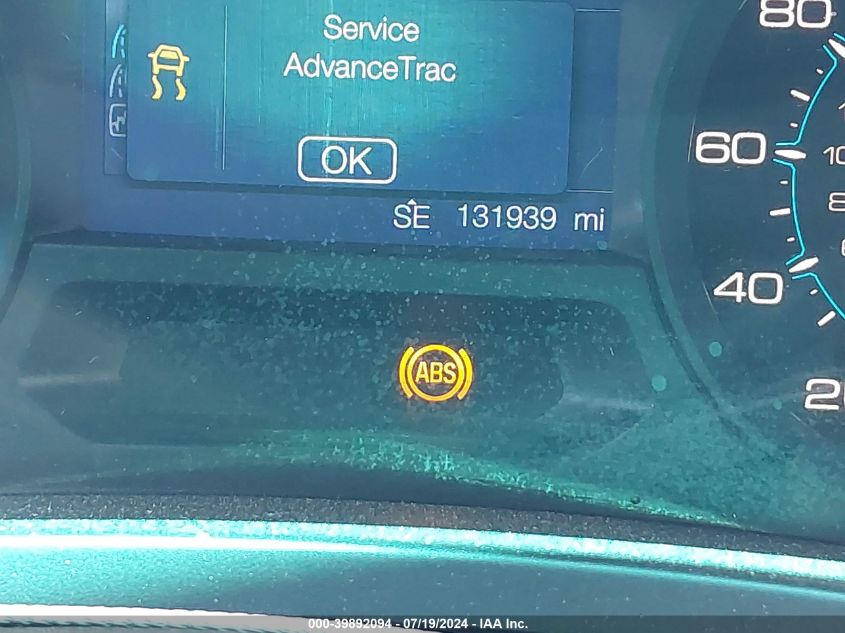 Service
AdvanceTrac
OK
SE 131939 mi
ABS
80
60
40
000-39892094 - 07/19/2024 - IAA Inc.